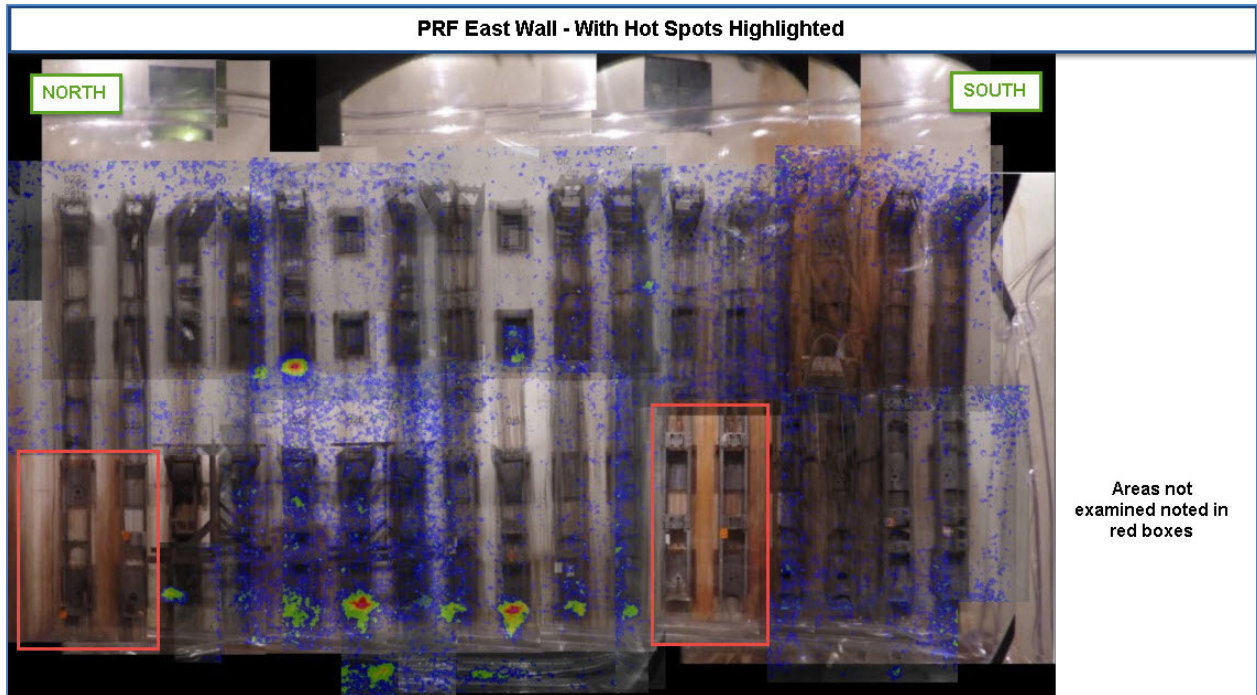 PRF East Wall - With Hot Spots Highlighted
NORTH
SOUTH
Areas not
examined noted in
red boxes